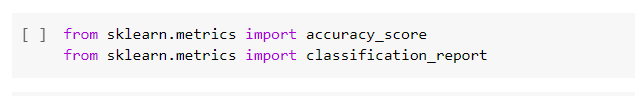 [ ] from sklearn.metrics import accuracy_score
from sklearn.metrics import classification_report